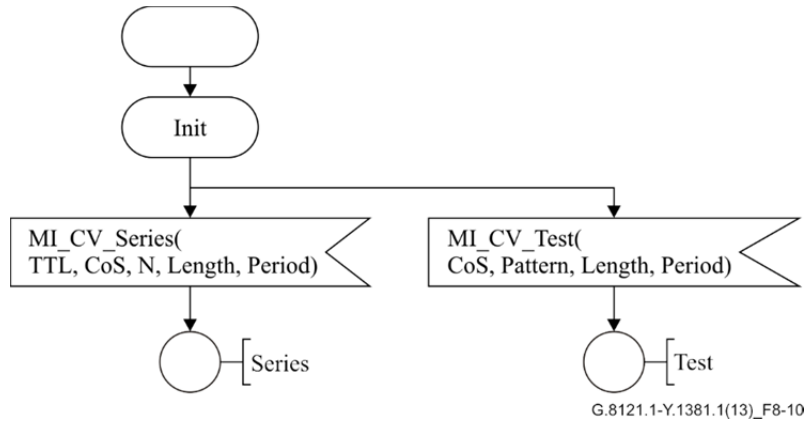 Init
MI_CV_Series(
TTL, CoS, N, Length, Period)
MI_CV_Test(
CoS, Pattern, Length, Period)
Series
Test
G.8121.1-Y.1381.1(13)_F8-10